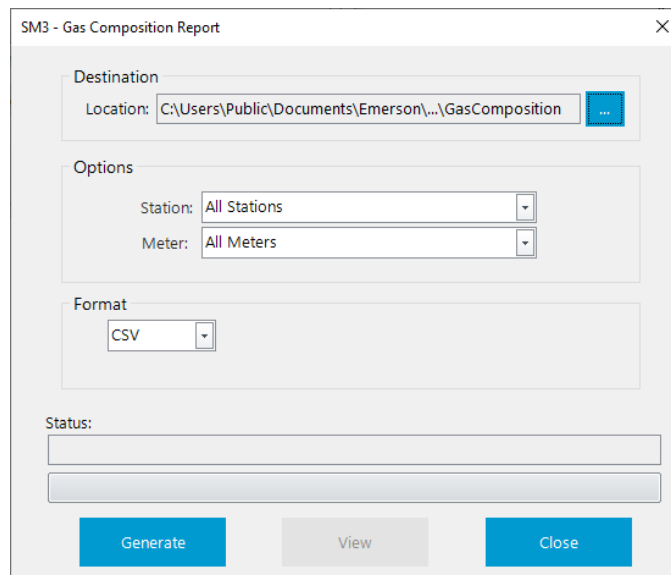 SM3 - Gas Composition Report
Destination
Location: C:\Users\Public\Documents\Emerson\...\GasComposition ...
Options
Station: All Stations
Meter: All Meters
Format
CSV
Status:
Generate View Close